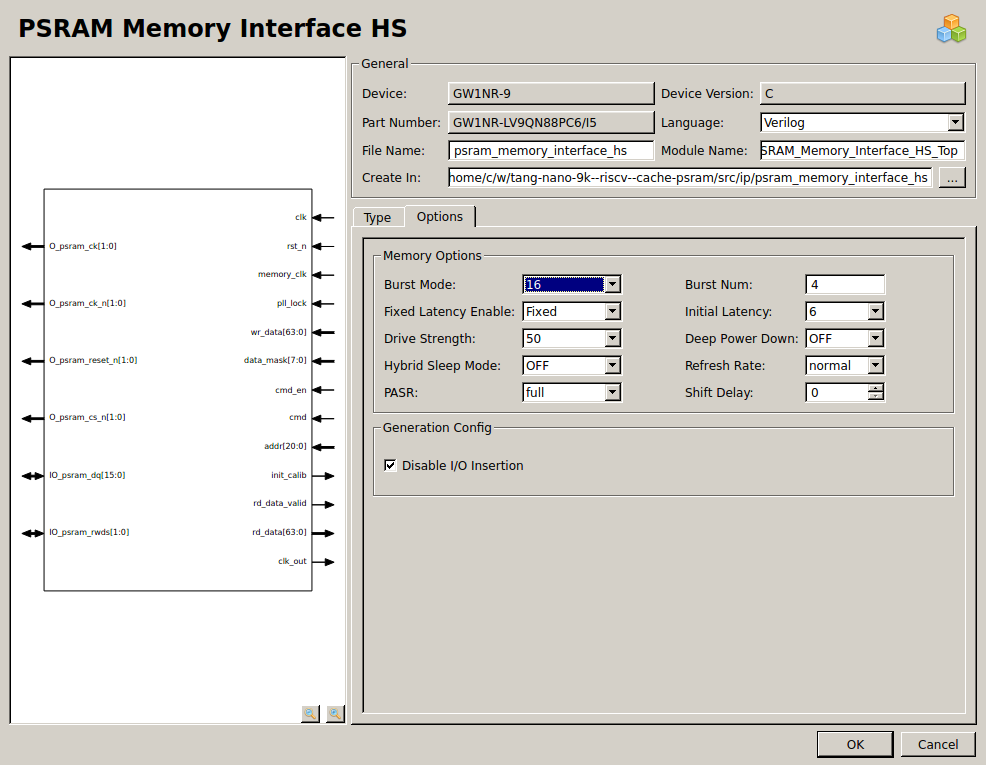 PSRAM Memory Interface HS
General
Device: GW1NR-9 Device Version: C
Part Number: GW1NR-LV9QN88PC6/I5 Language: Verilog
File Name: psram_memory_interface_hs Module Name: SRAM_Memory_Interface_HS_Top
Create In: home/c/w/tang-nano-9k--riscv--cache-psram/src/ip/psram_memory_interface_hs ...
Type Options
Memory Options
Burst Mode: 16 Burst Num: 4
Fixed Latency Enable: Fixed Initial Latency: 6
Drive Strength: 50 Deep Power Down: OFF
Hybrid Sleep Mode: OFF Refresh Rate: normal
PASR: full Shift Delay: 0
Generation Config
Disable I/O Insertion
clk
O_psram_ck[1:0] rst_n
memory_clk
O_psram_ck_n[1:0] pll_lock
wr_data[63:0]
O_psram_reset_n[1:0] data_mask[7:0]
cmd_en
O_psram_cs_n[1:0] cmd
addr[20:0]
IO_psram_dq[15:0] init_calib
rd_data_valid
IO_psram_rwds[1:0] rd_data[63:0]
clk_out
OK Cancel